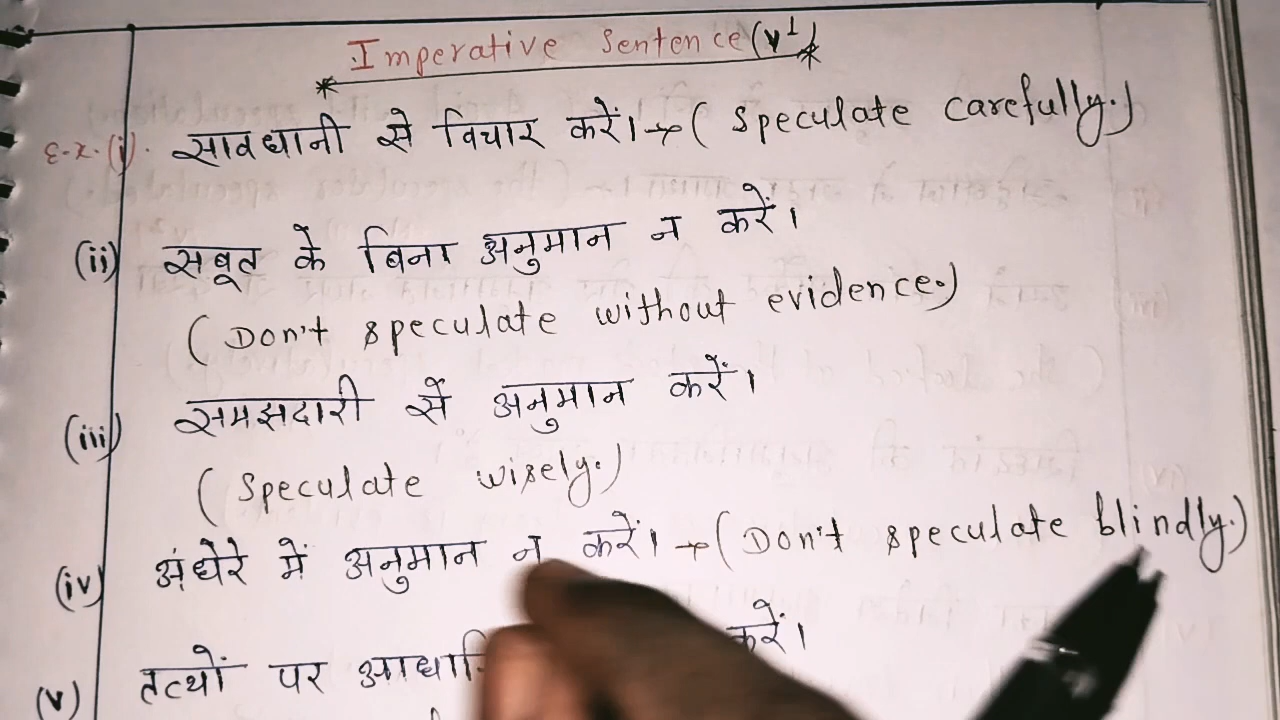 Imperative Sentence (V¹)
E.x. (i). सावधानी से विचार करें। → (Speculate carefully.)
(ii) सबूत के बिना अनुमान न करें।
(Don't speculate without evidence.)
(iii) समझदारी सें अनुमान करें।
(Speculate wisely.)
(iv) अंधेरे में अनुमान न करें। → (Don't speculate blindly.)
(v) तत्थों पर करें।